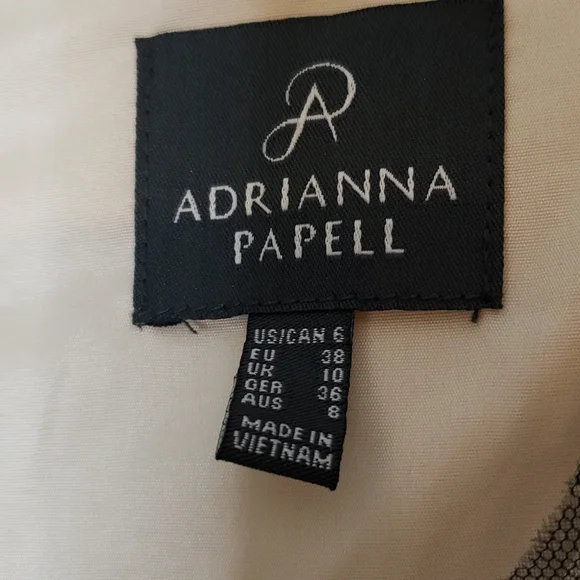 ADRIANNA
PAPELL
US/CAN 6
EU 38
UK 10
GER 36
AUS 8
MADE IN
VIETNAM